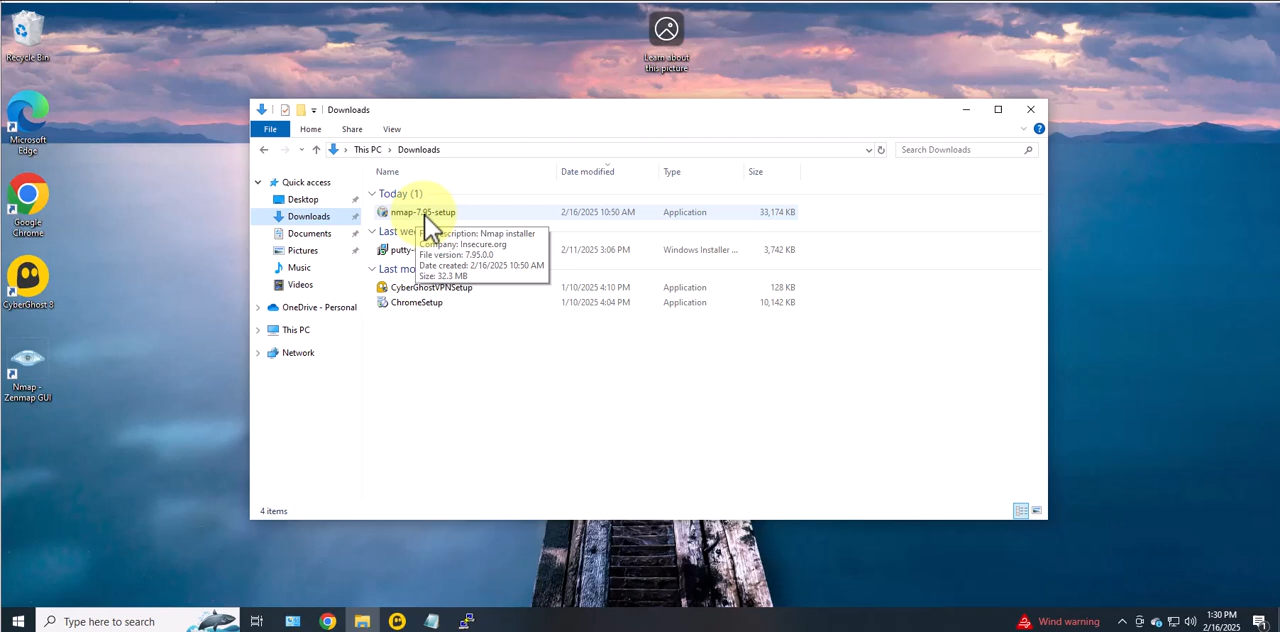 Recycle Bin
Learn about
this picture
Microsoft
Edge
Google
Chrome
CyberGhost 8
Nmap -
Zenmap GUI
Downloads
File
Home
Share
View
This PC
Downloads
Search Downloads
Quick access
Desktop
Downloads
Documents
Pictures
Music
Videos
OneDrive - Personal
This PC
Network
Name
Date modified
Type
Size
Today (1)
nmap-7.95-setup
2/16/2025 10:50 AM
Application
33,174 KB
Last
putty-
2/11/2025 3:06 PM
Windows Installer ...
3,742 KB
Last
CyberGhostVPNSetup
1/10/2025 4:10 PM
Application
128 KB
ChromeSetup
1/10/2025 4:04 PM
Application
10,142 KB
Nmap installer
Company: Insecure.org
File version: 7.95.0.0
Date created: 2/16/2025 10:50 AM
Size: 32.3 MB
4 items
Type here to search
Wind warning
1:30 PM
2/16/2025
1